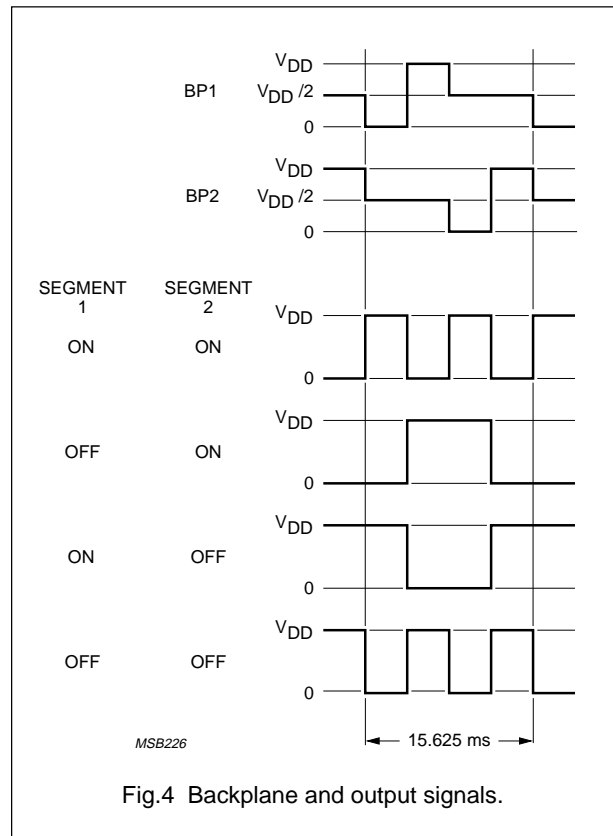 V_DD
BP1 V_DD /2
0
V_DD
BP2 V_DD /2
0
SEGMENT 1 SEGMENT 2
V_DD
ON ON
0
V_DD
OFF ON
0
V_DD
ON OFF
0
V_DD
OFF OFF
0
MSB226 15.625 ms
Fig.4 Backplane and output signals.